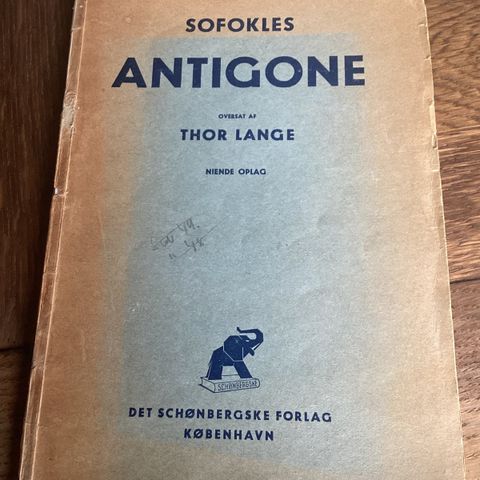 SOFOKLES
ANTIGONE
OVERSAT AF
THOR LANGE
NIENDE OPLAG
SCHØNBERGSKE
DET SCHØNBERGSKE FORLAG
KØBENHAVN